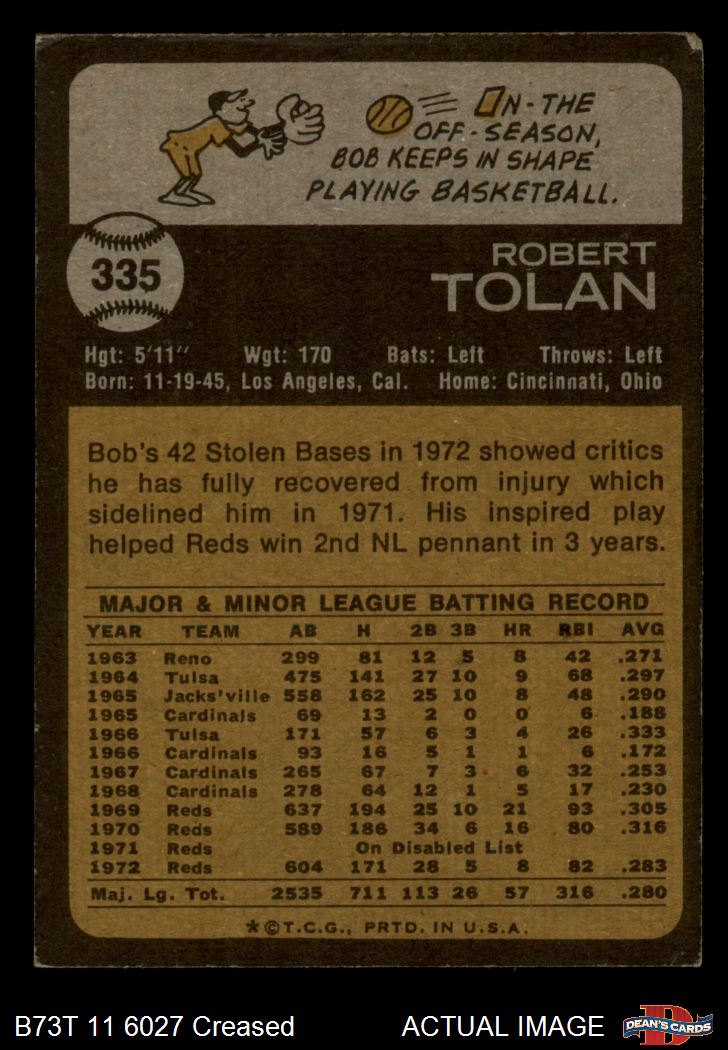 ON-THE
OFF-SEASON,
BOB KEEPS IN SHAPE
PLAYING BASKETBALL.
335
ROBERT
TOLAN
Hgt: 5'11" Wgt: 170 Bats: Left Throws: Left
Born: 11-19-45, Los Angeles, Cal. Home: Cincinnati, Ohio
Bob's 42 Stolen Bases in 1972 showed critics
he has fully recovered from injury which
sidelined him in 1971. His inspired play
helped Reds win 2nd NL pennant in 3 years.
MAJOR & MINOR LEAGUE BATTING RECORD
YEAR TEAM AB H 2B 3B HR RBI AVG
1963 Reno 299 81 12 5 8 42 .271
1964 Tulsa 475 141 27 10 9 68 .297
1965 Jacks'ville 558 162 25 10 8 48 .290
1965 Cardinals 69 13 2 0 0 6 .188
1966 Tulsa 171 57 6 3 4 26 .333
1966 Cardinals 93 16 5 1 1 6 .172
1967 Cardinals 265 67 7 3 6 32 .253
1968 Cardinals 278 64 12 1 5 17 .230
1969 Reds 637 194 25 10 21 93 .305
1970 Reds 589 186 34 6 16 80 .316
1971 Reds On Disabled List
1972 Reds 604 171 28 5 8 82 .283
Maj. Lg. Tot. 2535 711 113 26 57 316 .280
*©T.C.G., PRTD. IN U.S.A.
B73T 11 6027 Creased ACTUAL IMAGE
D
DEAN'S CARDS